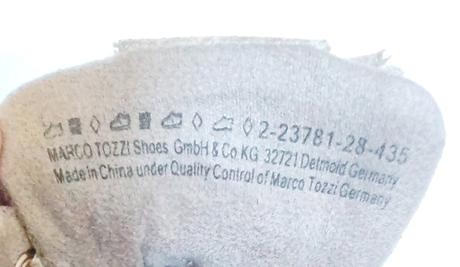 2-23781-28-435
MARCO TOZZI Shoes GmbH & Co KG 32721 Detmold Germany
Made in China under Quality Control of Marco Tozzi Germany